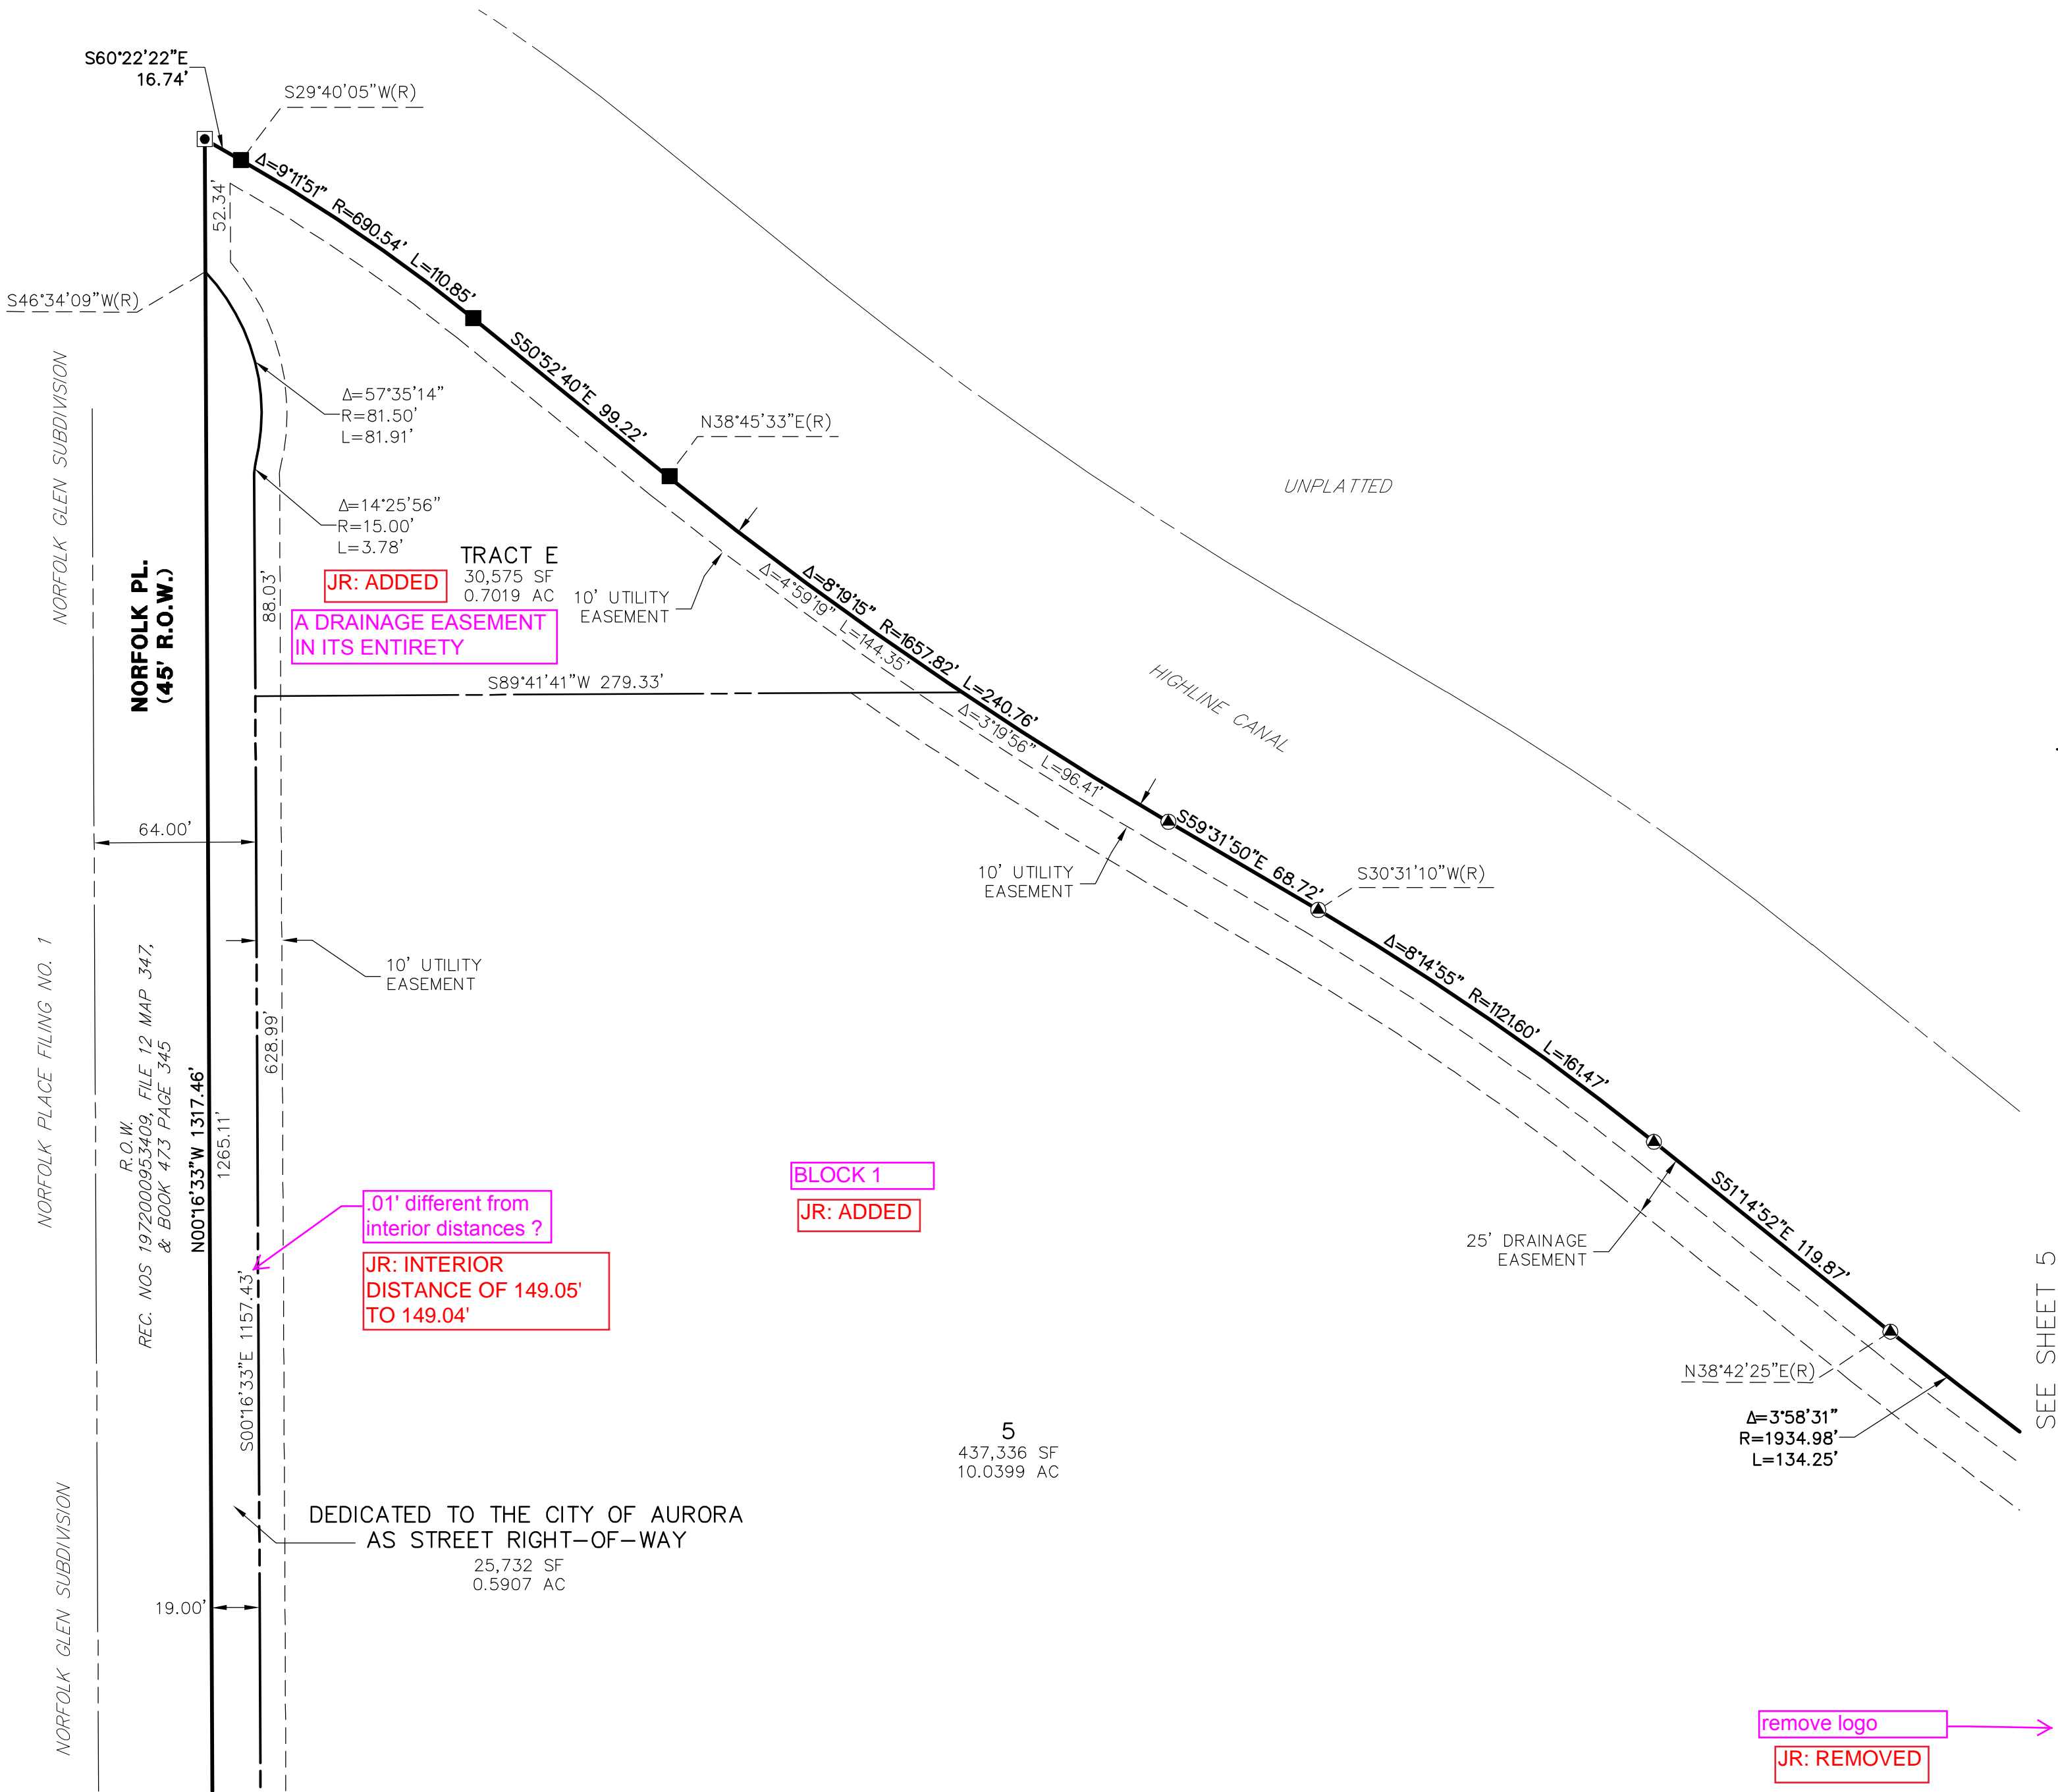 S60°22'22"E
16.74'
S29°40'05"W(R)
Δ=9°11'51" R=690.54' L=110.85'
52.34'
S46°34'09"W(R)
S50°52'40"E 99.22'
N38°45'33"E(R)
Δ=57°35'14"
R=81.50'
L=81.91'
Δ=14°25'56"
R=15.00'
L=3.78'
UNPLATTED
NORFOLK GLEN SUBDIVISION
NORFOLK PL.
(45' R.O.W.)
88.03'
TRACT E
30,575 SF
0.7019 AC
JR: ADDED
A DRAINAGE EASEMENT
IN ITS ENTIRETY
10' UTILITY
EASEMENT
Δ=8°19'15" R=1657.82' L=240.76'
Δ=4°59'19" L=144.35'
S89°41'41"W 279.33'
Δ=3°19'56" L=96.41'
HIGHLINE CANAL
64.00'
S59°31'50"E 68.72'
S30°31'10"W(R)
10' UTILITY
EASEMENT
10' UTILITY
EASEMENT
Δ=8°14'55" R=1121.60' L=161.47'
NORFOLK PLACE FILING NO. 1
R.O.W.
REC. NOS 1972000953409, FILE 12 MAP 347,
& BOOK 473 PAGE 345
N00°16'33"W 1317.46'
1265.11'
628.99'
S00°16'33"E 1157.43'
.01' different from
interior distances ?
JR: INTERIOR
DISTANCE OF 149.05'
TO 149.04'
BLOCK 1
JR: ADDED
25' DRAINAGE
EASEMENT
S51°14'52"E 119.87'
SEE SHEET 5
N38°42'25"E(R)
Δ=3°58'31"
R=1934.98'
L=134.25'
5
437,336 SF
10.0399 AC
DEDICATED TO THE CITY OF AURORA
AS STREET RIGHT-OF-WAY
25,732 SF
0.5907 AC
19.00'
NORFOLK GLEN SUBDIVISION
remove logo
JR: REMOVED